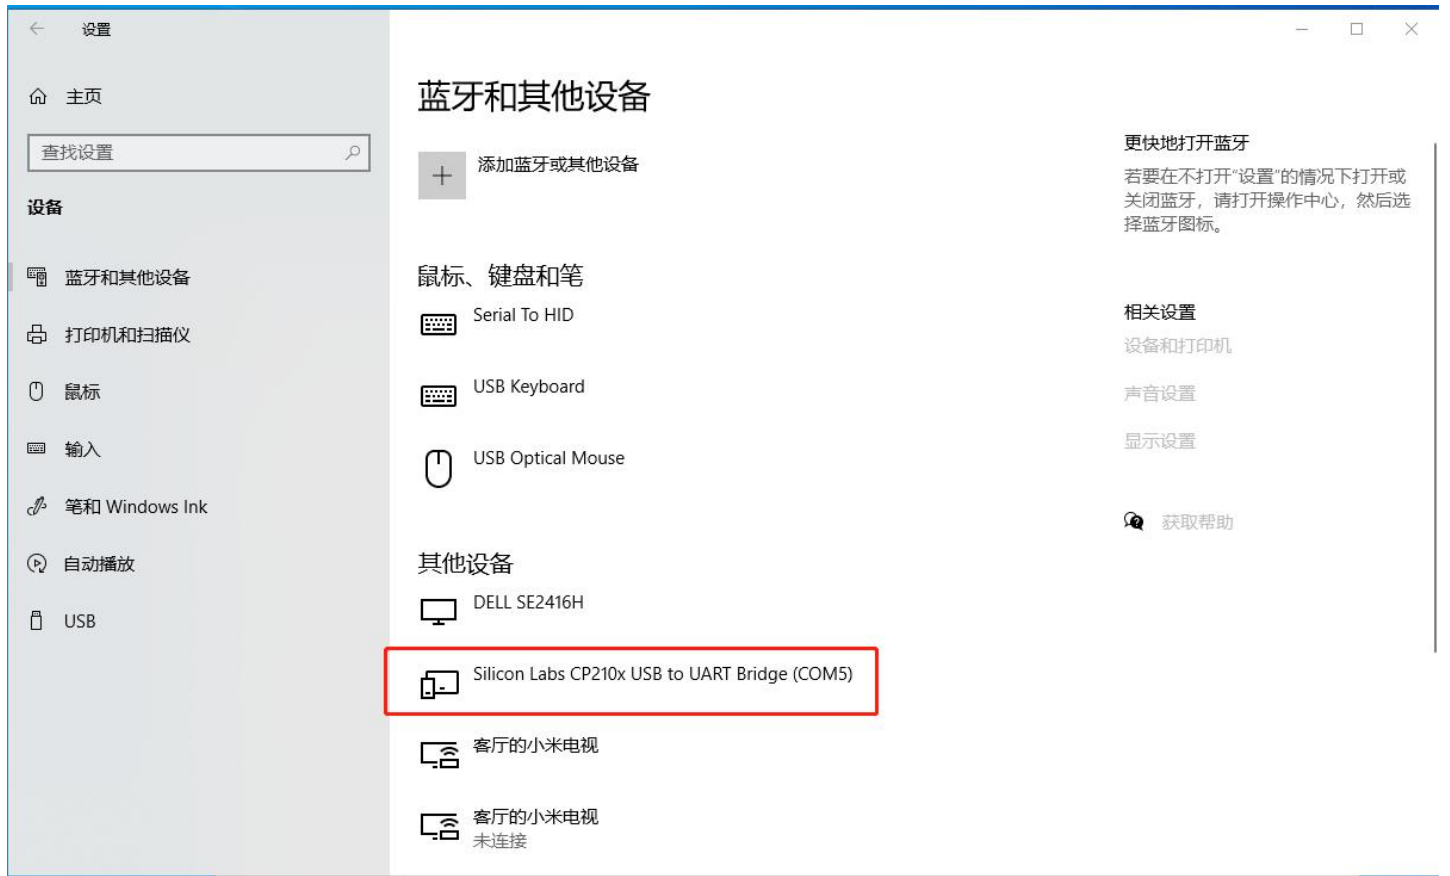 设置
主页
查找设置
设备
蓝牙和其他设备
打印机和扫描仪
鼠标
输入
笔和 Windows Ink
自动播放
USB
蓝牙和其他设备
添加蓝牙或其他设备
鼠标、键盘和笔
Serial To HID
USB Keyboard
USB Optical Mouse
其他设备
DELL SE2416H
Silicon Labs CP210x USB to UART Bridge (COM5)
客厅的小米电视
客厅的小米电视
未连接
更快地打开蓝牙
若要在不打开“设置”的情况下打开或
关闭蓝牙，请打开操作中心，然后选
择蓝牙图标。
相关设置
设备和打印机
声音设置
显示设置
获取帮助